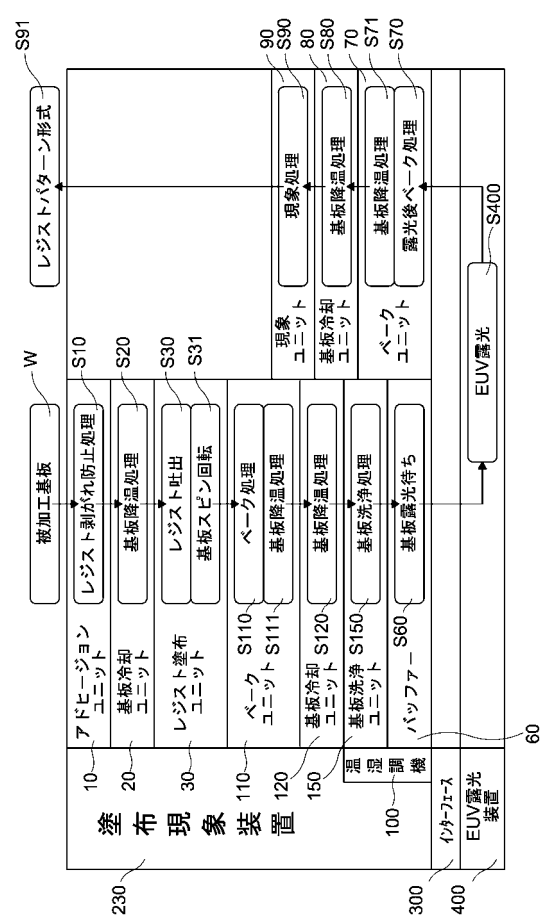 被加工基板
W
レジスト剥がれ防止処理
S10
基板降温処理
S20
レジスト吐出
S30
基板スピン回転
S31
ベーク処理
S110
基板降温処理
S111
基板降温処理
S120
基板洗浄処理
S150
基板露光待ち
S60
アドヒージョン
ユニット
10
基板冷却ユニット
20
レジスト塗布
ユニット
30
ベーク
ユニット
110
基板冷却ユニット
120
基板洗浄
ユニット
150
バッファー
60
温湿調機
100
塗布現象装置
230
インターフェース
300
EUV露光
装置
400
EUV露光
S400
レジストパターン形式
S91
現象処理
90
S90
現象
ユニット
基板降温処理
80
S80
基板冷却ユニット
基板降温処理
70
S71
露光後ベーク処理
S70
ベーク
ユニット